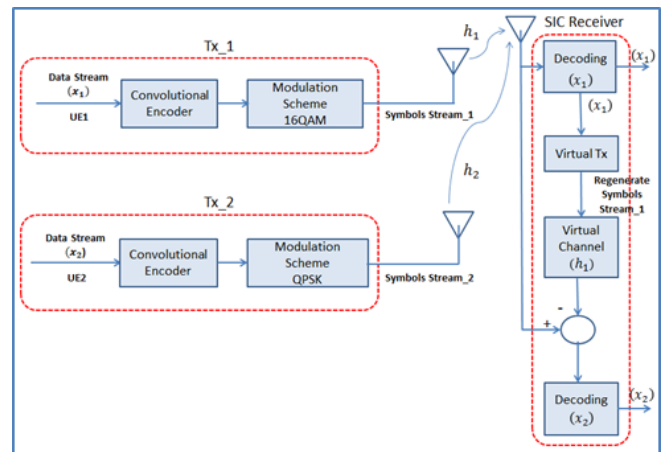 SIC Receiver
Tx_1
h₁
Data Stream
(x₁)
UE1
Convolutional
Encoder
Modulation
Scheme
16QAM
Symbols Stream_1
Decoding
(x₁)
(x₁)
(x₁)
Virtual Tx
Regenerate
Symbols
Stream_1
h₂
Tx_2
Data Stream
(x₂)
UE2
Convolutional
Encoder
Modulation
Scheme
QPSK
Symbols Stream_2
Virtual
Channel
(h₁)
-
+
Decoding
(x₂)
(x₂)